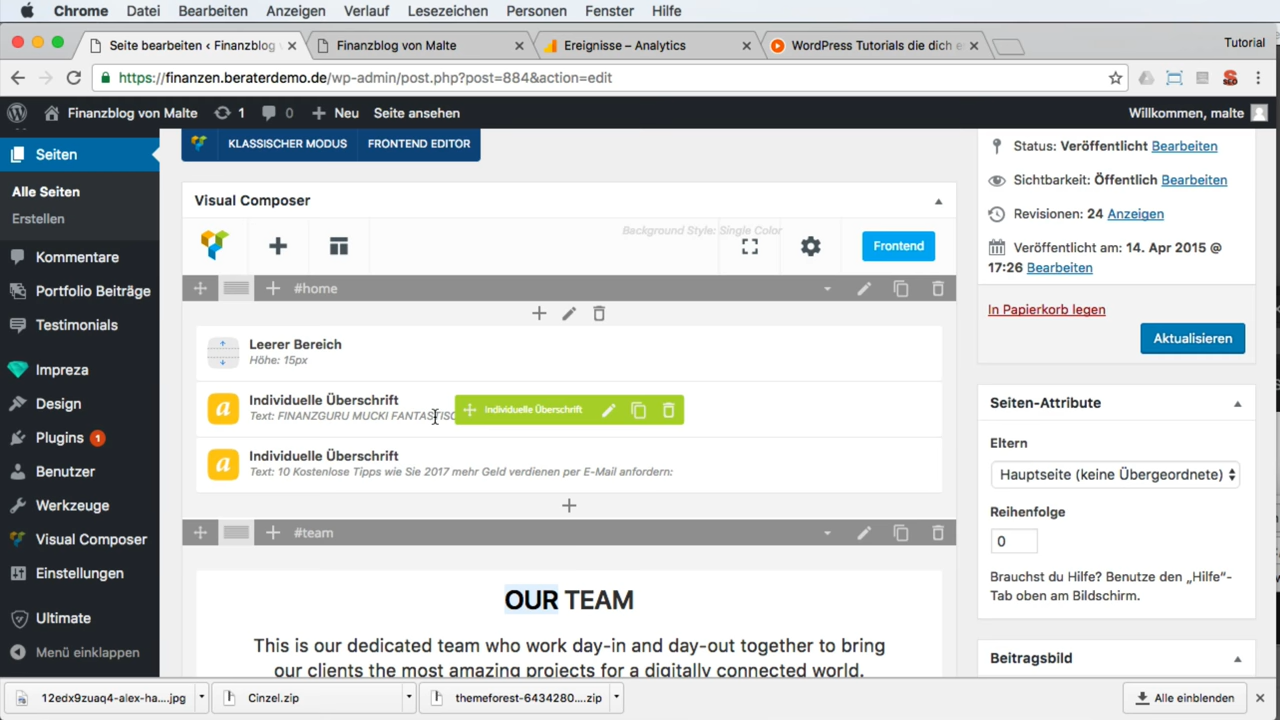 Chrome Datei Bearbeiten Anzeigen Verlauf Lesezeichen Personen Fenster Hilfe
Seite bearbeiten ‹ Finanzblog
Finanzblog von Malte
Ereignisse – Analytics
WordPress Tutorials die dich e
Tutorial
https://finanzen.beraterdemo.de/wp-admin/post.php?post=884&action=edit
Finanzblog von Malte 1 0 Neu Seite ansehen
Willkommen, malte
Seiten
Alle Seiten
Erstellen
Kommentare
Portfolio Beiträge
Testimonials
Impreza
Design
Plugins 1
Benutzer
Werkzeuge
Visual Composer
Einstellungen
Ultimate
Menü einklappen
KLASSISCHER MODUS FRONTEND EDITOR
Visual Composer
Background Style: Single Color
Frontend
#home
Leerer Bereich
Höhe: 15px
Individuelle Überschrift
Text: FINANZGURU MUCKI FANTASTISC
Individuelle Überschrift
Individuelle Überschrift
Text: 10 Kostenlose Tipps wie Sie 2017 mehr Geld verdienen per E-Mail anfordern:
#team
OUR TEAM
This is our dedicated team who work day-in and day-out together to bring
our clients the most amazing projects for a digitally connected world.
Status: Veröffentlicht Bearbeiten
Sichtbarkeit: Öffentlich Bearbeiten
Revisionen: 24 Anzeigen
Veröffentlicht am: 14. Apr 2015 @
17:26 Bearbeiten
In Papierkorb legen
Aktualisieren
Seiten-Attribute
Eltern
Hauptseite (keine Übergeordnete)
Reihenfolge
0
Brauchst du Hilfe? Benutze den „Hilfe"-
Tab oben am Bildschirm.
Beitragsbild
12edx9zuaq4-alex-ha....jpg
Cinzel.zip
themeforest-6434280....zip
Alle einblenden